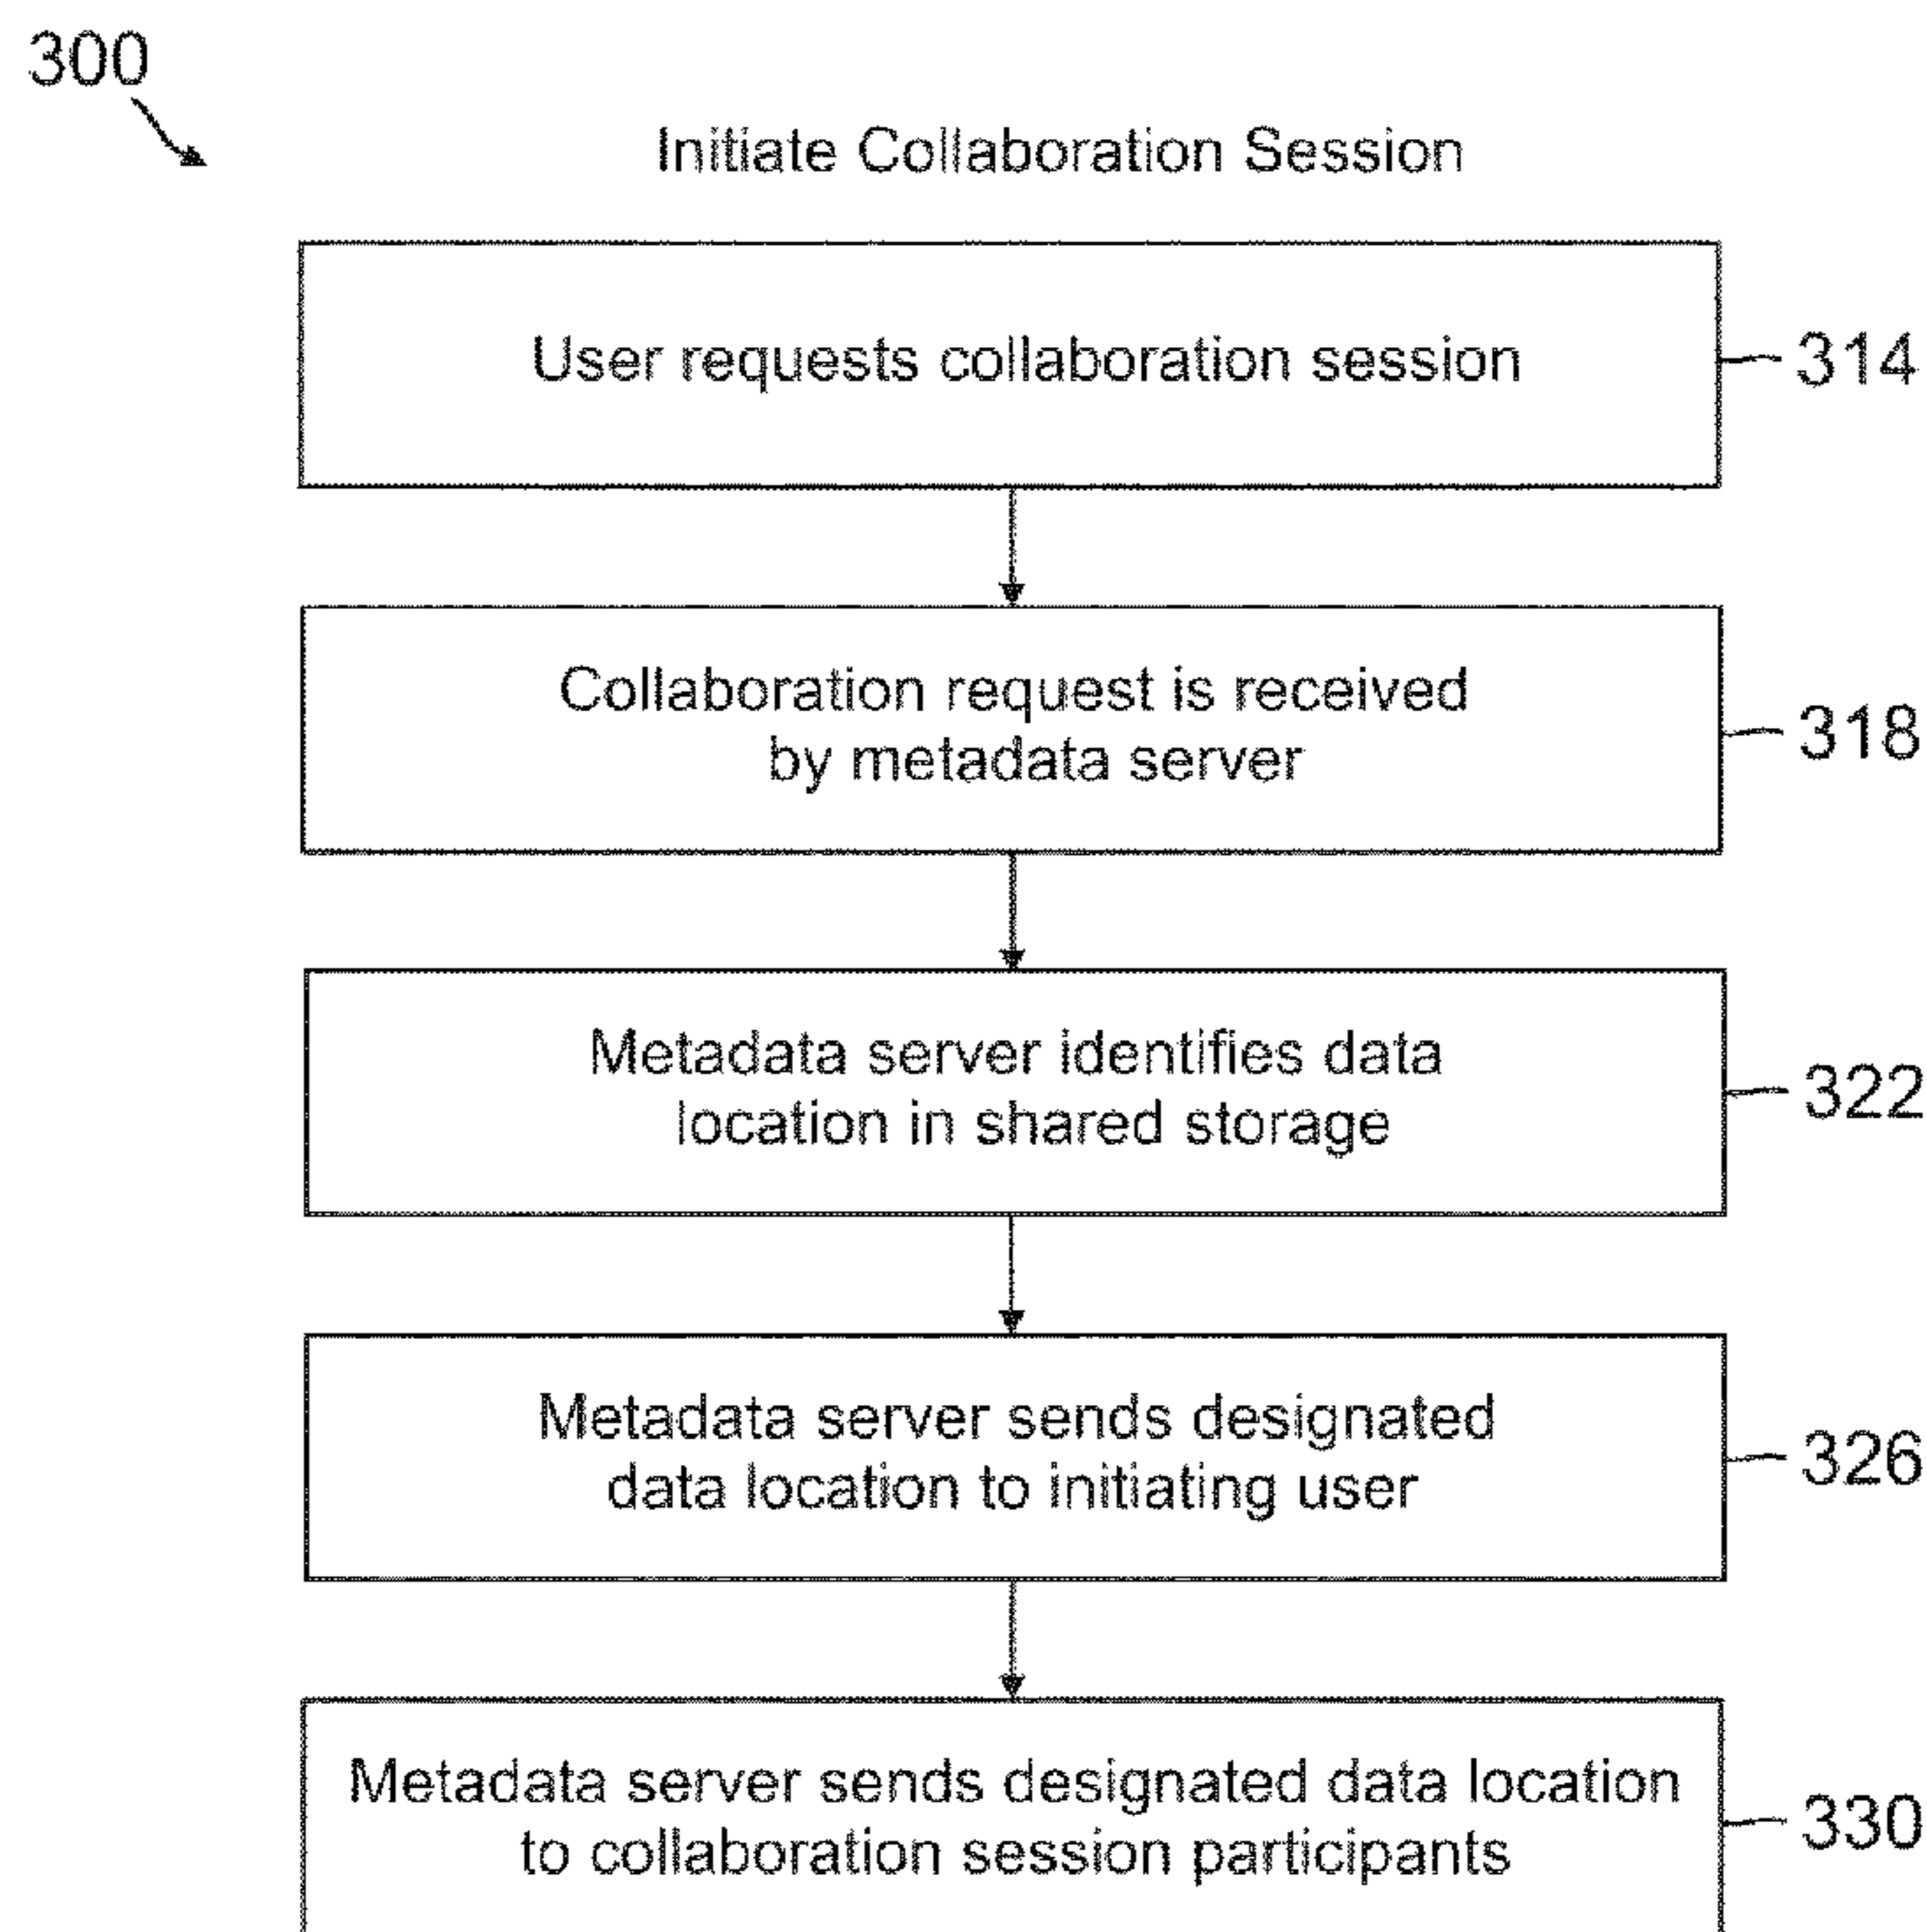 300
Initiate Collaboration Session
User requests collaboration session
314
Collaboration request is received
by metadata server
318
Metadata server identifies data
location in shared storage
322
Metadata server sends designated
data location to initiating user
326
Metadata server sends designated data location
to collaboration session participants
330